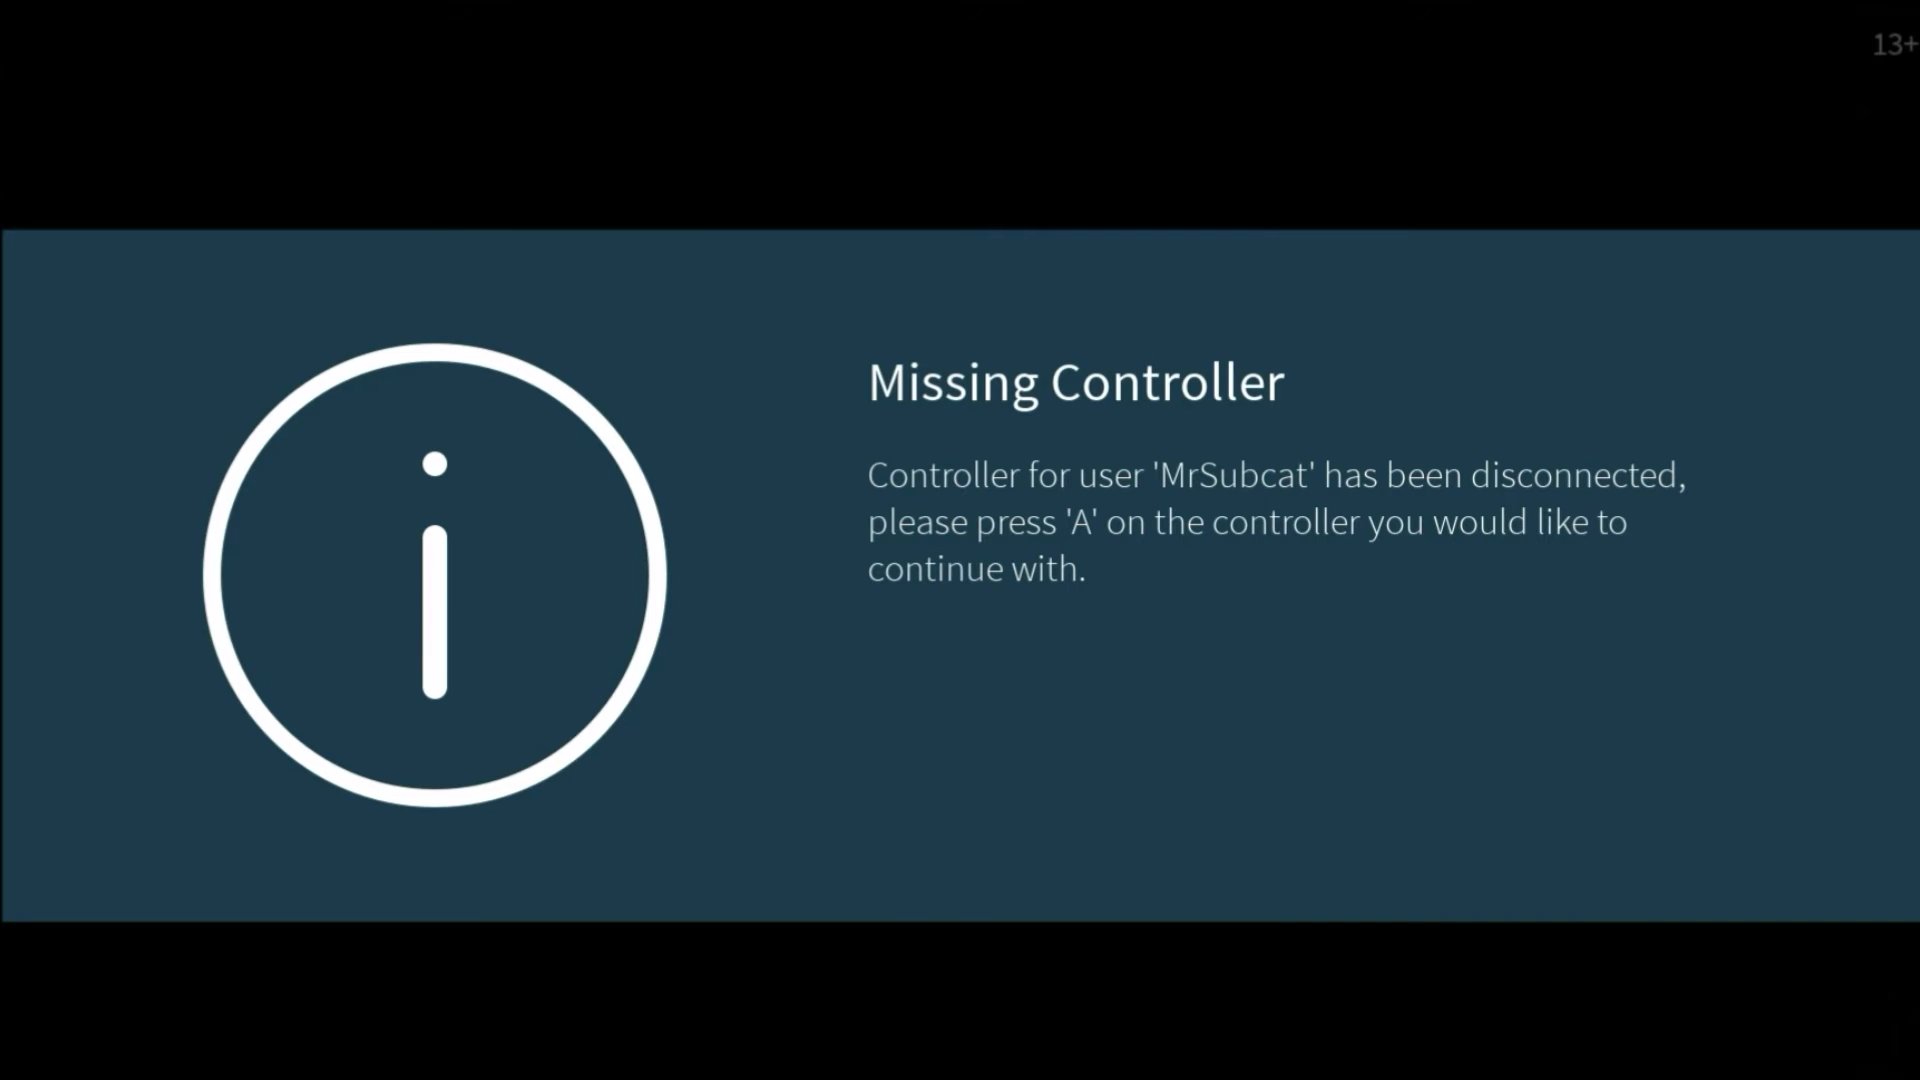 13+
Missing Controller
Controller for user 'MrSubcat' has been disconnected,
please press 'A' on the controller you would like to
continue with.